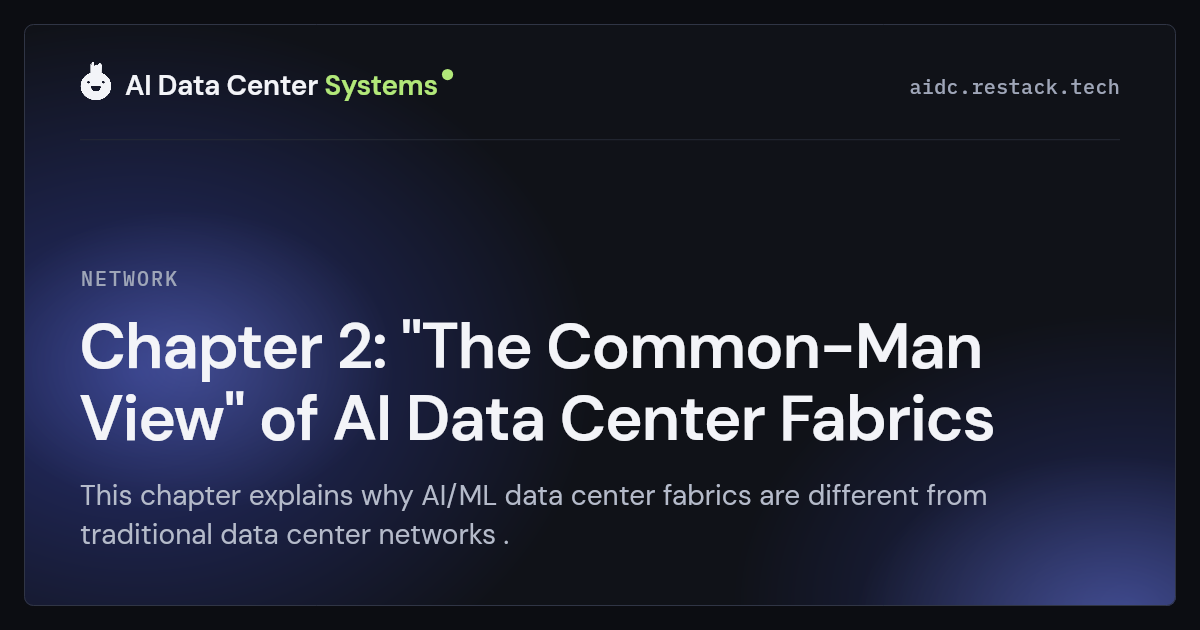 AI Data Center Systems
aidc.restack.tech
NETWORK
Chapter 2: "The Common-Man
View" of AI Data Center Fabrics
This chapter explains why AI/ML data center fabrics are different from
traditional data center networks .